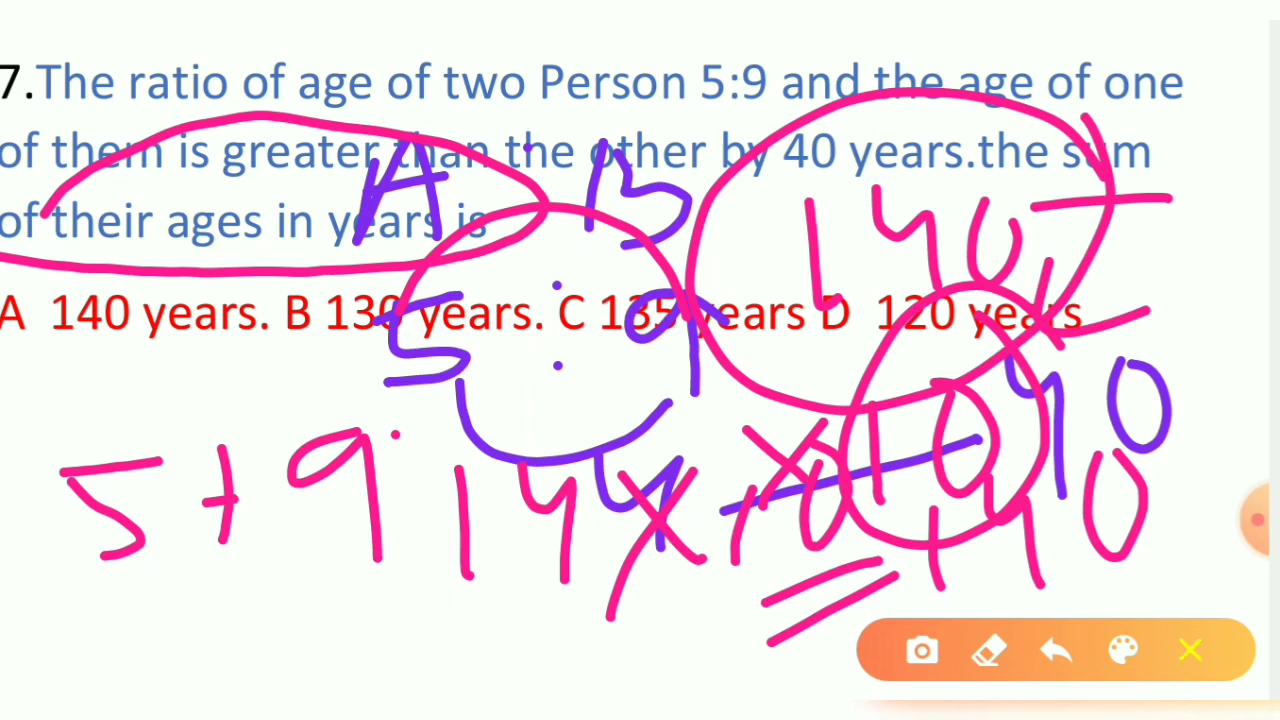 7.The ratio of age of two Person 5:9 and the age of one
of them is greater than the other by 40 years.the sum
of their ages in years is
A 140 years. B 130 years. C 135 years D 120 years
A B
5 : 9
140
40
10
5+9 14 × 10
140